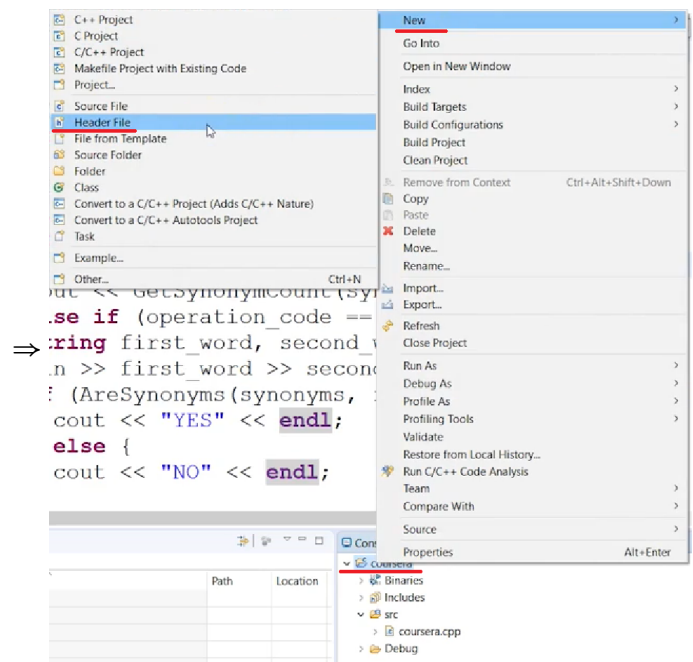 C++ Project
C Project
C/C++ Project
Makefile Project with Existing Code
Project...
Source File
Header File
File from Template
Source Folder
Folder
Class
Convert to a C/C++ Project (Adds C/C++ Nature)
Convert to a C/C++ Autotools Project
Task
Example...
Other... Ctrl+N
New
Go Into
Open in New Window
Index
Build Targets
Build Configurations
Build Project
Clean Project
Remove from Context Ctrl+Alt+Shift+Down
Copy
Paste
Delete
Move...
Rename...
Import...
Export...
Refresh
Close Project
Run As
Debug As
Profile As
Profiling Tools
Validate
Restore from Local History...
Run C/C++ Code Analysis
Team
Compare With
Source
Properties Alt+Enter
out << GetSynonymCount(syn
lse if (operation_code ==
⇒ tring first_word, second_w
in >> first_word >> secon
f (AreSynonyms(synonyms,
cout << "YES" << endl;
else {
cout << "NO" << endl;
Path Location
Cons
coursera
Binaries
Includes
src
coursera.cpp
Debug